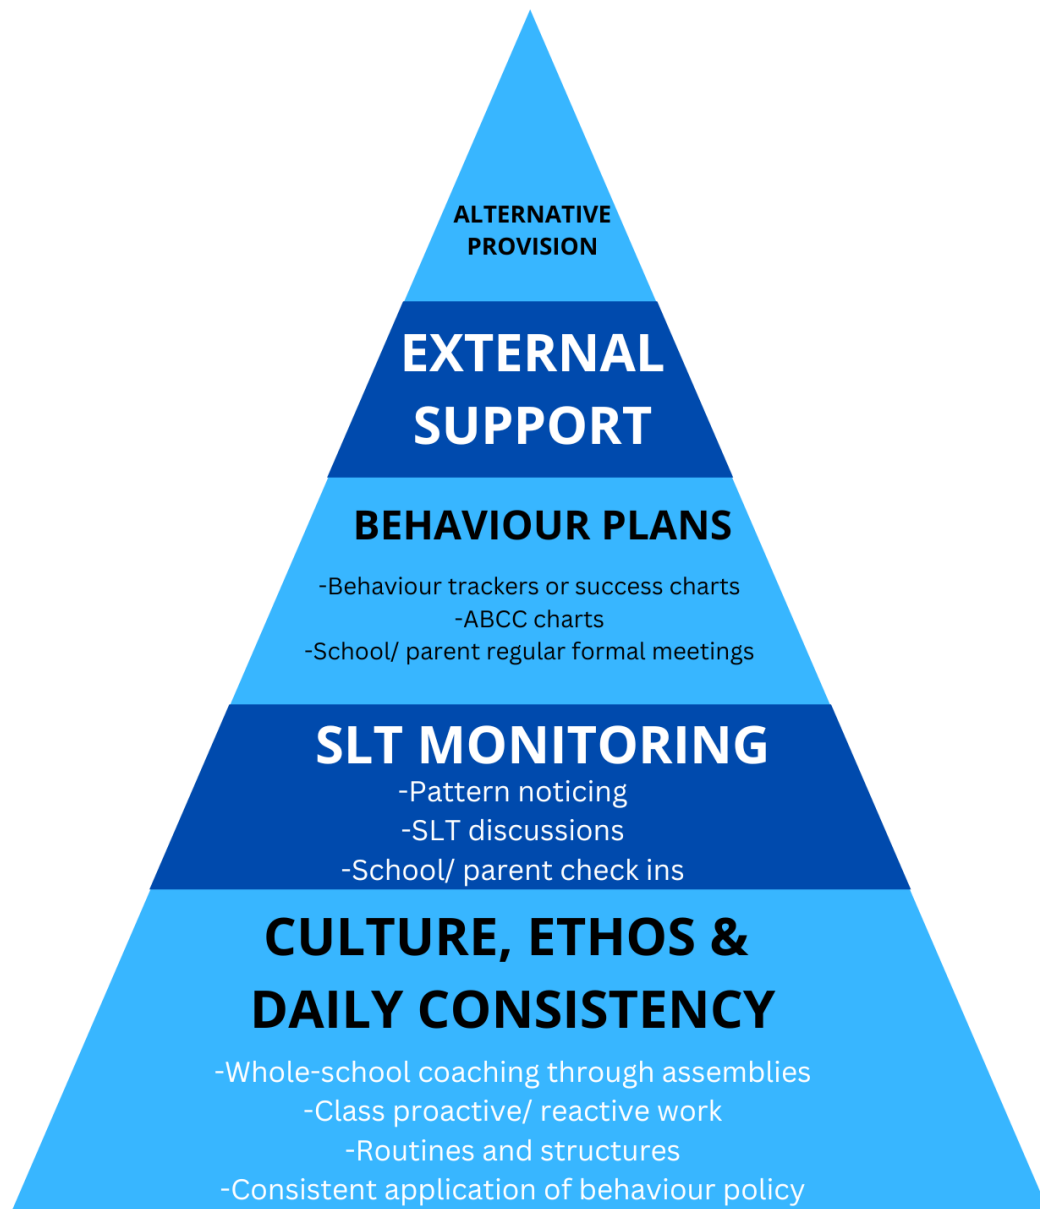 ALTERNATIVE
PROVISION
EXTERNAL
SUPPORT
BEHAVIOUR PLANS
-Behaviour trackers or success charts
-ABCC charts
-School/ parent regular formal meetings
SLT MONITORING
-Pattern noticing
-SLT discussions
-School/ parent check ins
CULTURE, ETHOS &
DAILY CONSISTENCY
-Whole-school coaching through assemblies
-Class proactive/ reactive work
-Routines and structures
-Consistent application of behaviour policy